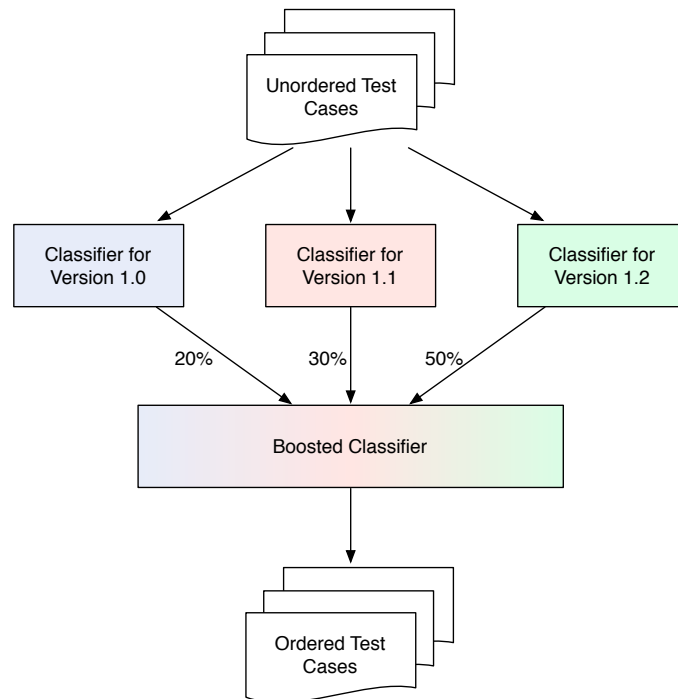 Unordered Test
Cases
Classifier for
Version 1.0
Classifier for
Version 1.1
Classifier for
Version 1.2
20%
30%
50%
Boosted Classifier
Ordered Test
Cases